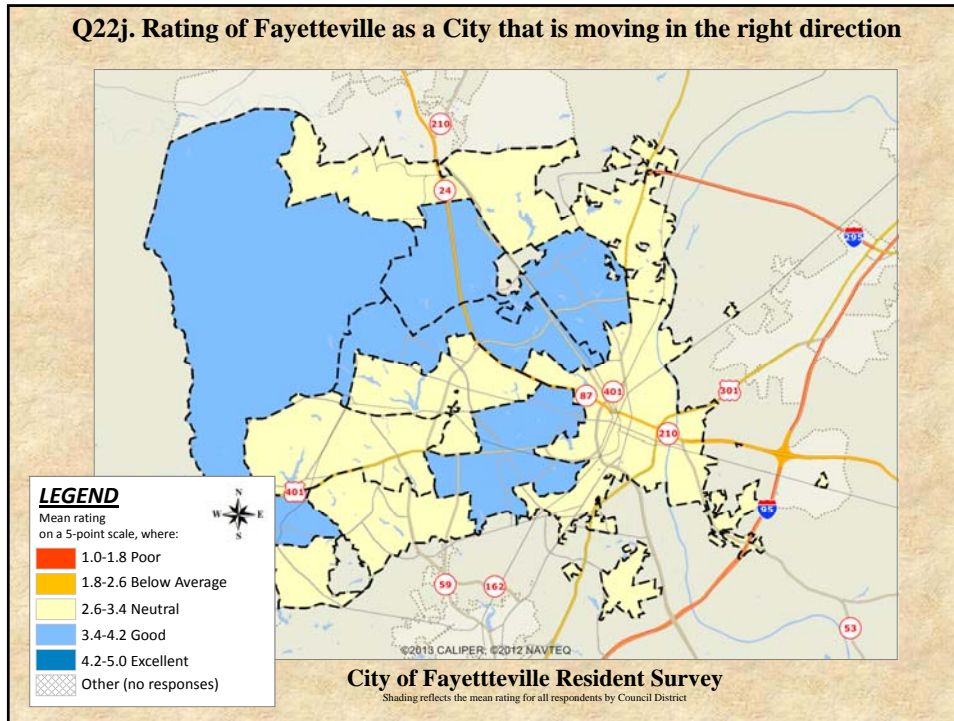 Q22j. Rating of Fayetteville as a City that is moving in the right direction
210
24
295
87
401
301
210
401
95
59
162
53
LEGEND
Mean rating
on a 5-point scale, where:
1.0-1.8 Poor
1.8-2.6 Below Average
2.6-3.4 Neutral
3.4-4.2 Good
4.2-5.0 Excellent
Other (no responses)
N
W E
S
©2013 CALIPER; ©2012 NAVTEQ
City of Fayettteville Resident Survey
Shading reflects the mean rating for all respondents by Council District